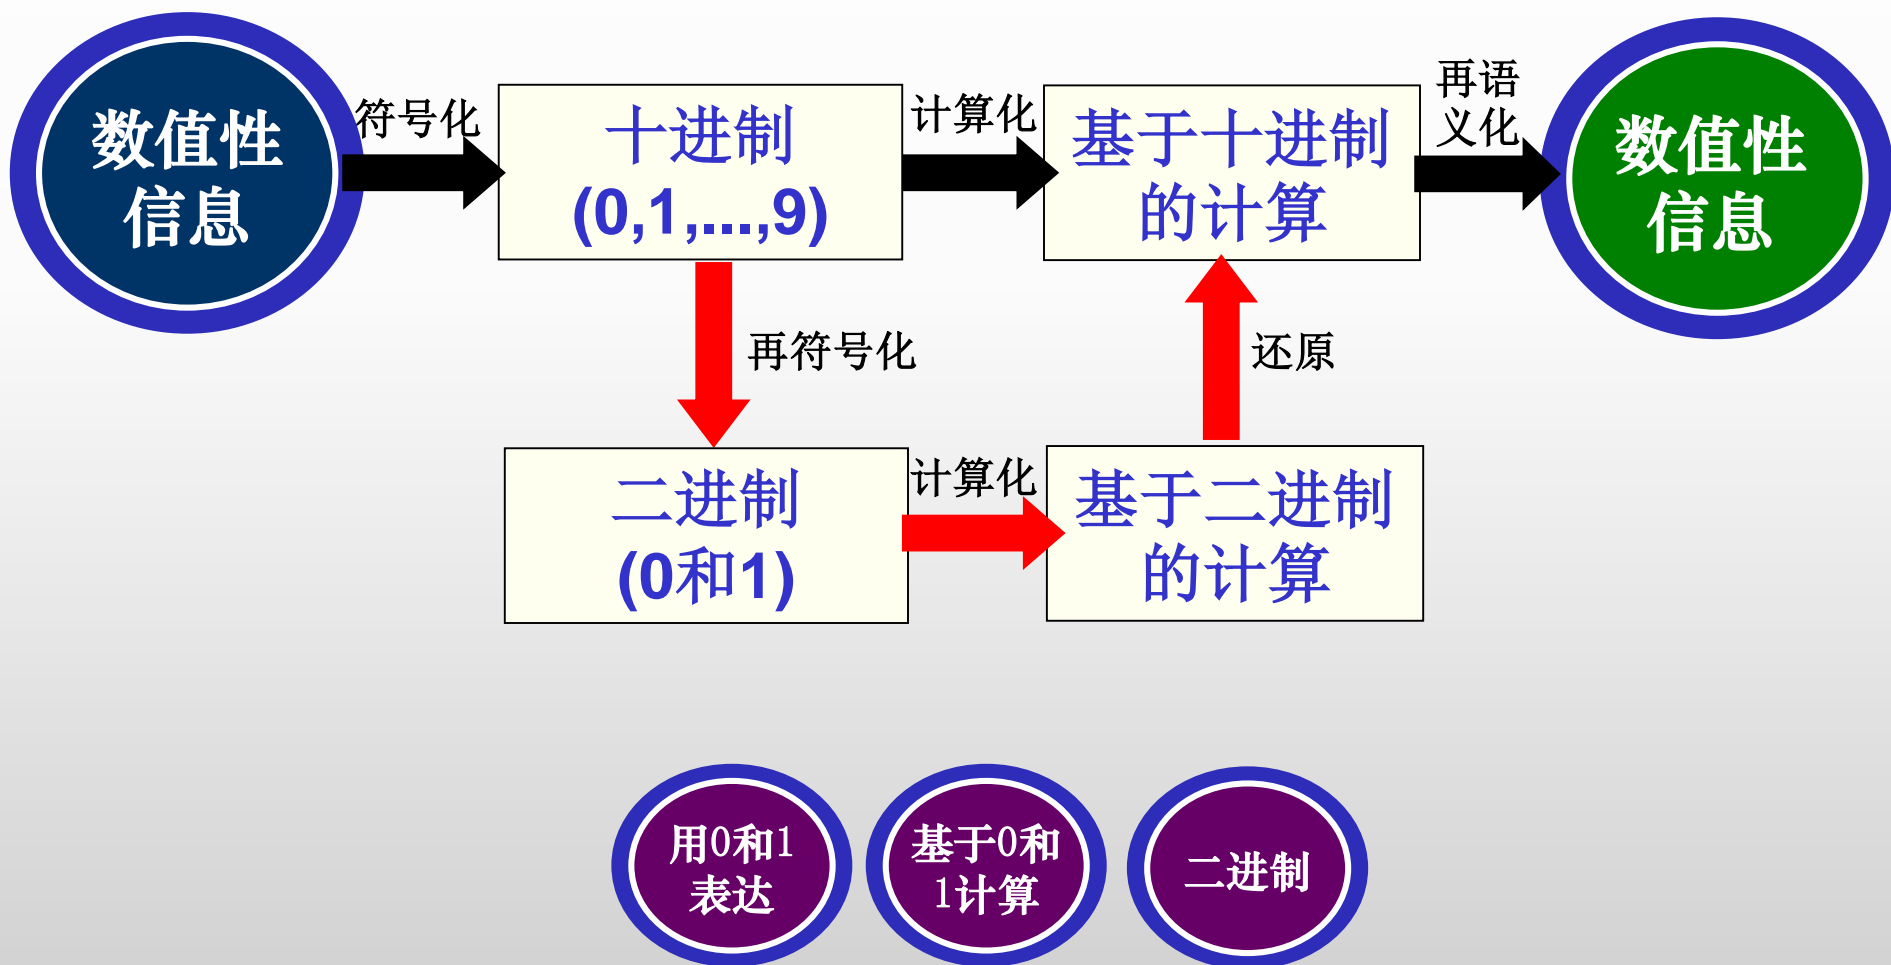 数值性
信息
符号化
十进制
(0,1,...,9)
计算化
基于十进制
的计算
再语
义化
数值性
信息
再符号化
还原
二进制
(0和1)
计算化
基于二进制
的计算
用0和1
表达
基于0和
1计算
二进制